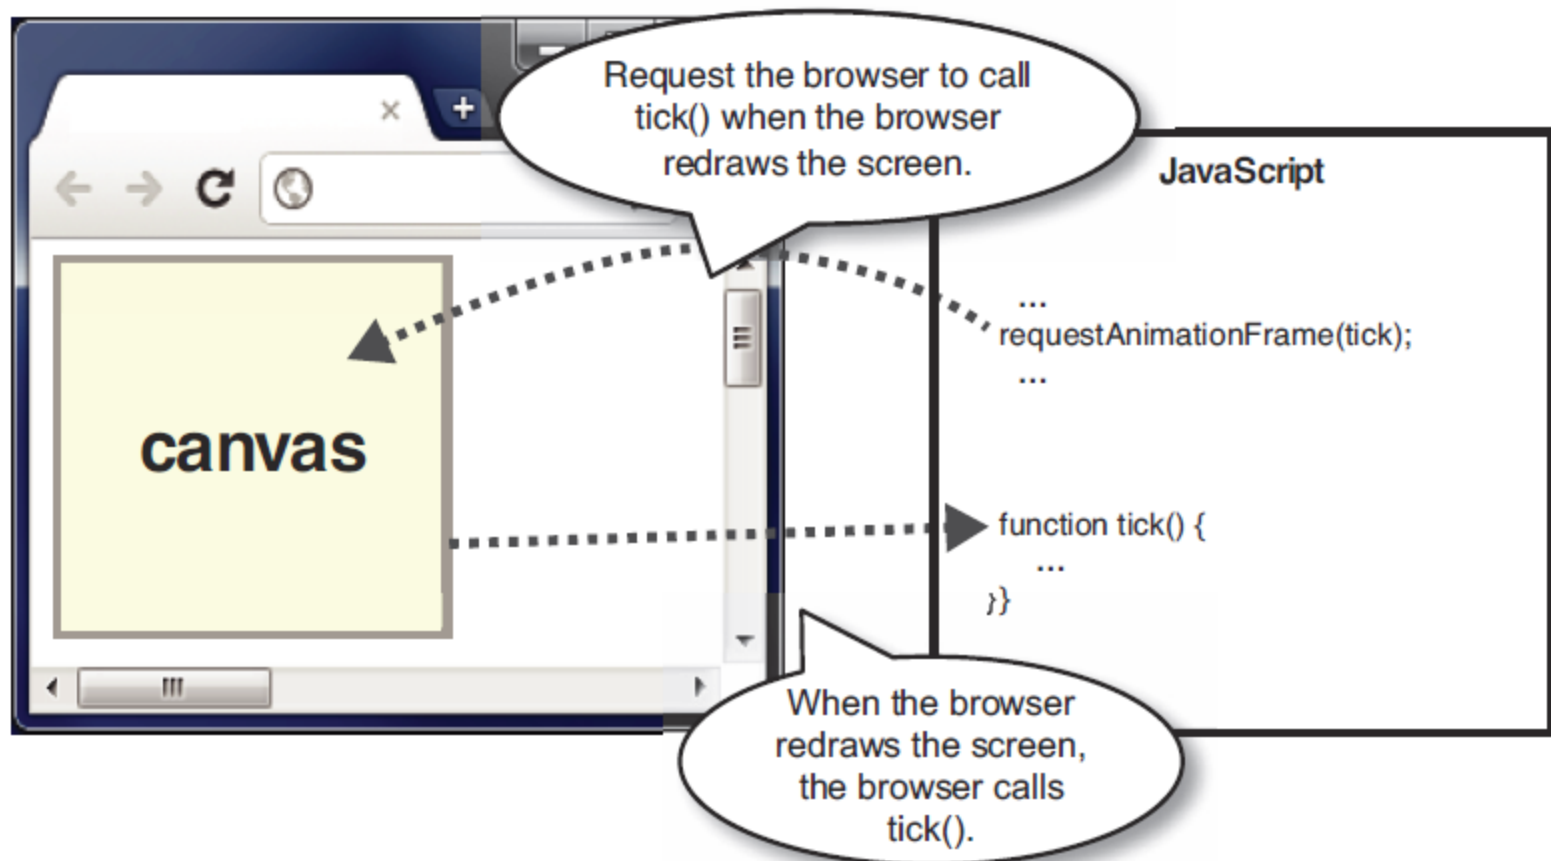 Request the browser to call
tick() when the browser
redraws the screen.
JavaScript
...
requestAnimationFrame(tick);
...
canvas
function tick() {
...
}}
When the browser
redraws the screen,
the browser calls
tick().